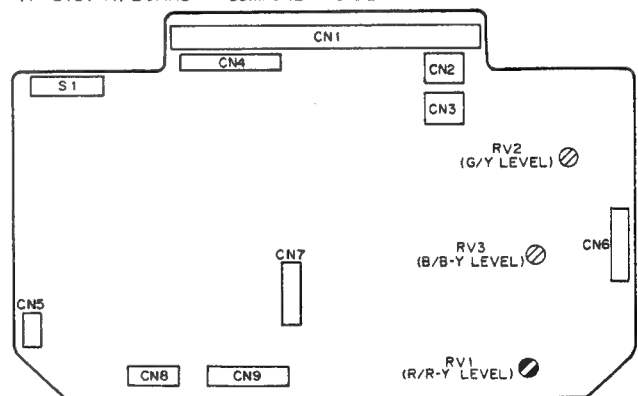 CN1
CN4
CN2
S1
CN3
RV2
(G/Y LEVEL)
RV3
(B/B-Y LEVEL)
CN6
CN7
CN5
RV1
(R/R-Y LEVEL)
CN8
CN9